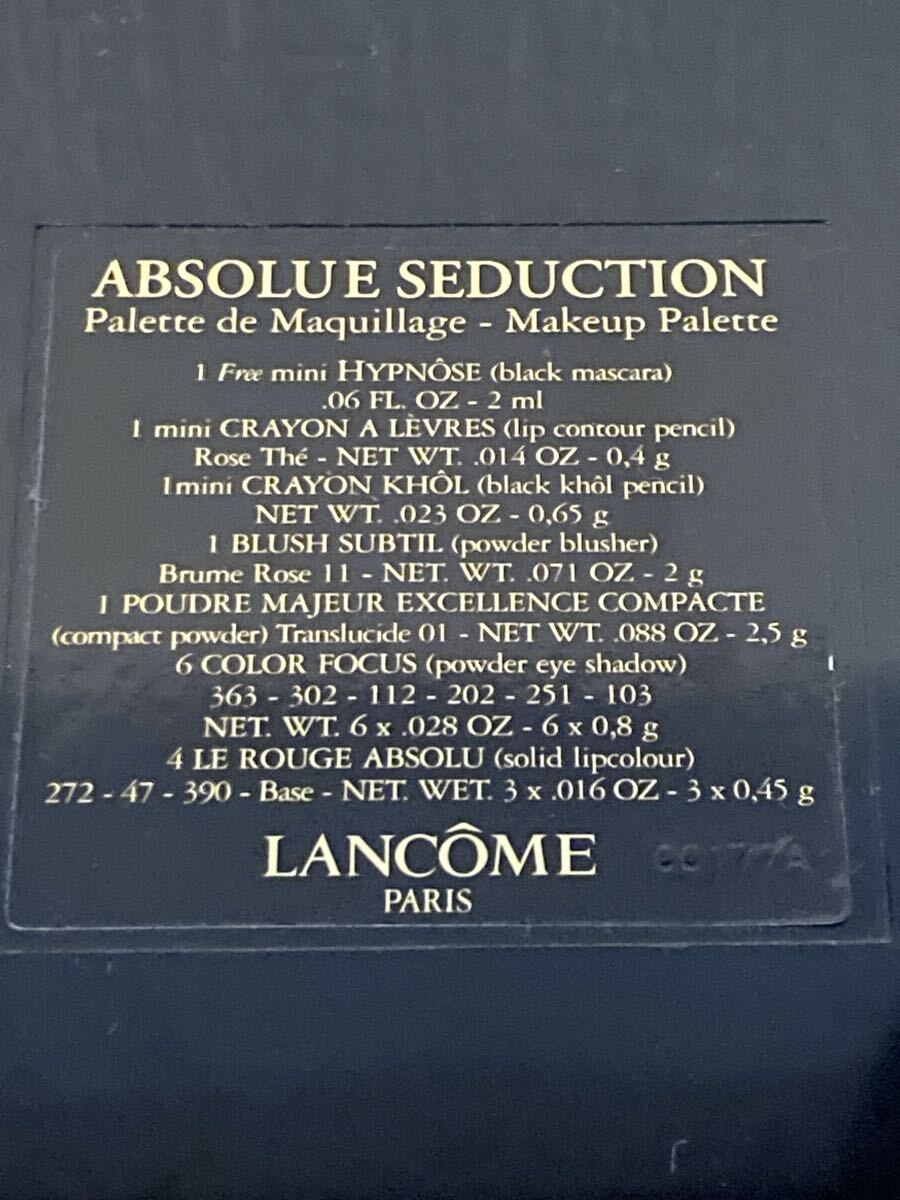 ABSOLUE SEDUCTION
Palette de Maquillage - Makeup Palette
1 Free mini HYPNÔSE (black mascara)
.06 FL. OZ - 2 ml
1 mini CRAYON A LÈVRES (lip contour pencil)
Rose Thé - NET WT. .014 OZ - 0,4 g
1mini CRAYON KHÔL (black khôl pencil)
NET WT. .023 OZ - 0,65 g
1 BLUSH SUBTIL (powder blusher)
Brume Rose 11 - NET. WT. .071 OZ - 2 g
1 POUDRE MAJEUR EXCELLENCE COMPACTE
(compact powder) Translucide 01 - NET WT. .088 OZ - 2,5 g
6 COLOR FOCUS (powder eye shadow)
363 - 302 - 112 - 202 - 251 - 103
NET. WT. 6 x .028 OZ - 6 x 0,8 g
4 LE ROUGE ABSOLU (solid lipcolour)
272 - 47 - 390 - Base - NET. WET. 3 x .016 OZ - 3 x 0,45 g
LANCÔME
PARIS